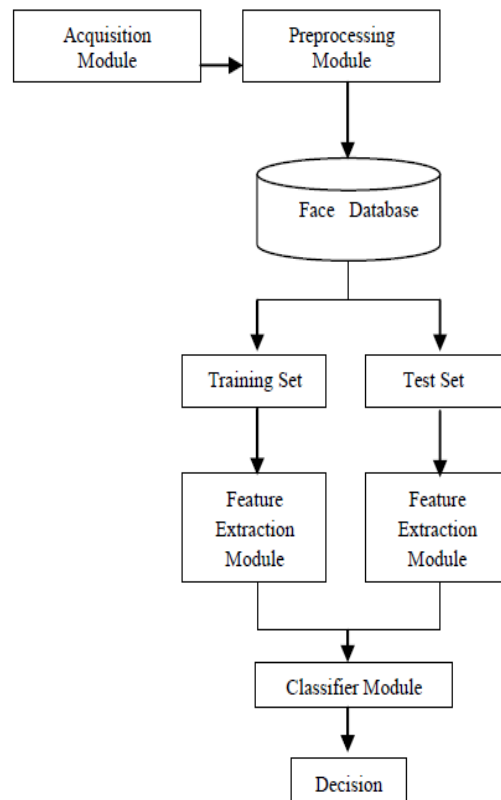 Acquisition
Module
Preprocessing
Module
Face Database
Training Set
Test Set
Feature
Extraction
Module
Feature
Extraction
Module
Classifier Module
Decision